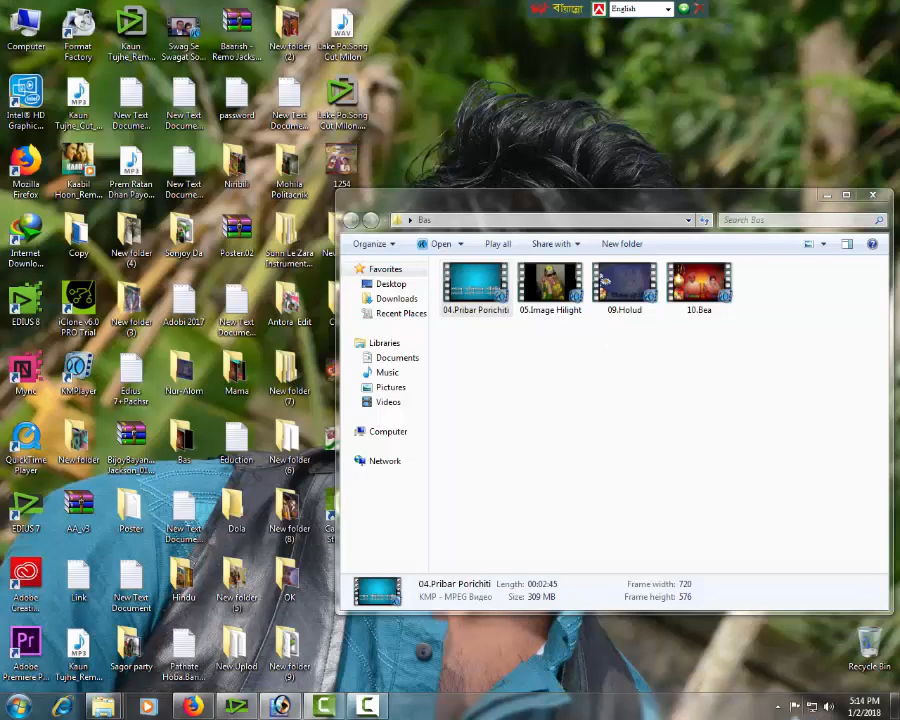 বায়ান্নো
English
Computer
Format
Factory
Kaun
Tujhe_Rem...
Swag Se
Swagat So...
Baarish -
Remo Jacks...
New folder
(2)
Lake Po.Song
Cut Milon
Intel® HD
Graphic...
Kaun
Tujhe_Cut_...
New Text
Docume...
New Text
Docume...
password
New Text
Docume...
Lake Po.Song
Cut Milon...
Mozilla
Firefox
Kaabil
Hoon_Rem...
Prem Ratan
Dhan Payo...
New Text
Docume...
Niribili
Mohila
Politacnik
1254
Internet
Downlo...
Copy
New folder
(4)
Sonjoy Da
Poster.02
Sunn Le Zara
Instrument...
EDIUS 8
iClone v6.0
PRO Trial
New folder
(3)
Adobi 2017
New Text
Docume...
Antora_Edit
Mync
KMPlayer
Edius
7+Pachsr
Nur-Alom
Mama
New folder
(7)
QuickTime
Player
New folder
BijoyBayan...
Jackson_01...
Bas
Eduction
New folder
(6)
EDIUS 7
AA_v3
Poster
New Text
Docume...
Dola
New folder
(8)
Adobe
Creati...
Link
New Text
Document
Hindu
New folder
(5)
OK
Adobe
Premiere P...
Kaun
Tujhe_Rem...
Sagor party
Pathate
Hoba.Bari...
New Uplod
New folder
(9)
Bas
Search Bas
Organize
Open
Play all
Share with
New folder
Favorites
Desktop
Downloads
Recent Places
Libraries
Documents
Music
Pictures
Videos
Computer
Network
04.Pribar Porichiti
05.Image Hilight
09.Holud
10.Bea
04.Pribar Porichiti
Length: 00:02:45
Frame width: 720
KMP - MPEG Видео
Size: 309 MB
Frame height: 576
Recycle Bin
5:14 PM
1/2/2018